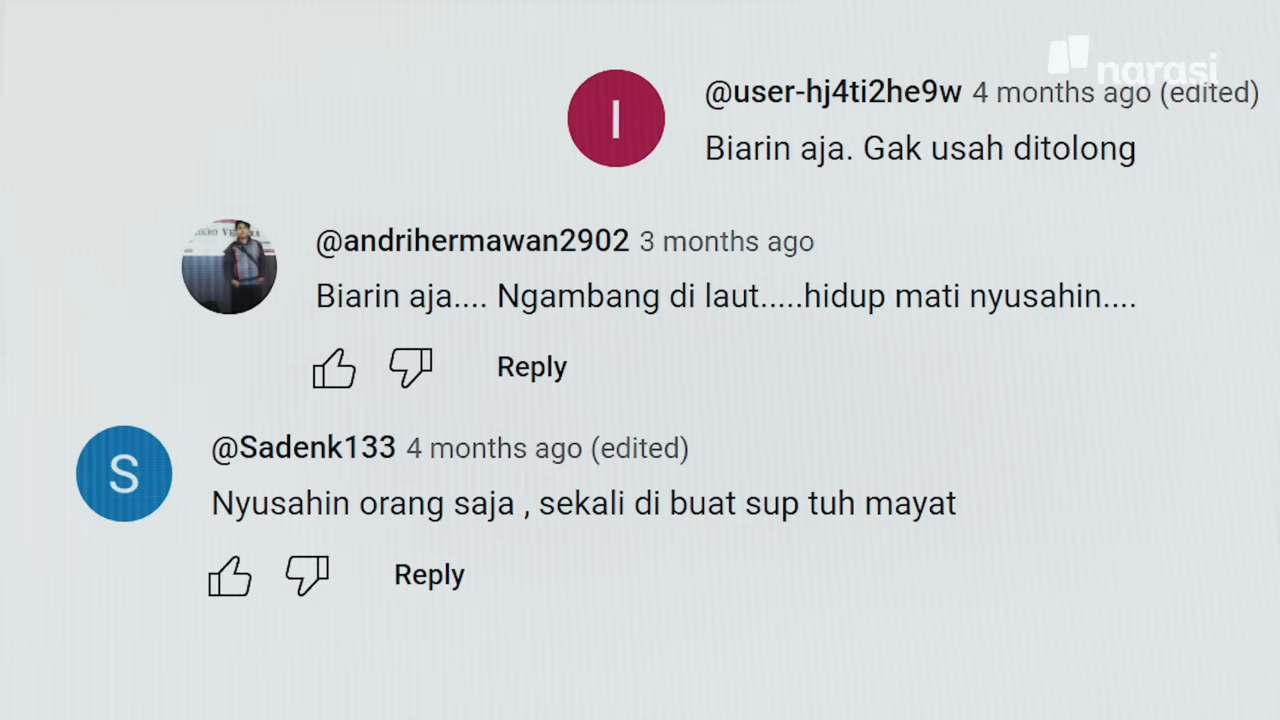 narasi
I
@user-hj4ti2he9w 4 months ago (edited)
Biarin aja. Gak usah ditolong
@andrihermawan2902 3 months ago
Biarin aja.... Ngambang di laut.....hidup mati nyusahin....
Reply
S
@Sadenk133 4 months ago (edited)
Nyusahin orang saja , sekali di buat sup tuh mayat
Reply